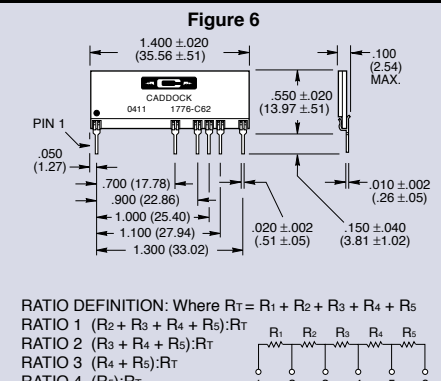 Figure 6
1.400 ±.020
(35.56 ±.51)
.100
(2.54)
MAX.
CADDOCK
0411 1776-C62
.550 ±.020
(13.97 ±.51)
PIN 1
.050
(1.27)
.700 (17.78)
.900 (22.86)
1.000 (25.40)
1.100 (27.94)
1.300 (33.02)
.020 ±.002
(.51 ±.05)
.150 ±.040
(3.81 ±1.02)
.010 ±.002
(.26 ±.05)
RATIO DEFINITION: Where RT = R1 + R2 + R3 + R4 + R5
RATIO 1 (R2 + R3 + R4 + R5):RT
RATIO 2 (R3 + R4 + R5):RT
RATIO 3 (R4 + R5):RT
RATIO 4 (R5):RT
R1 R2 R3 R4 R5